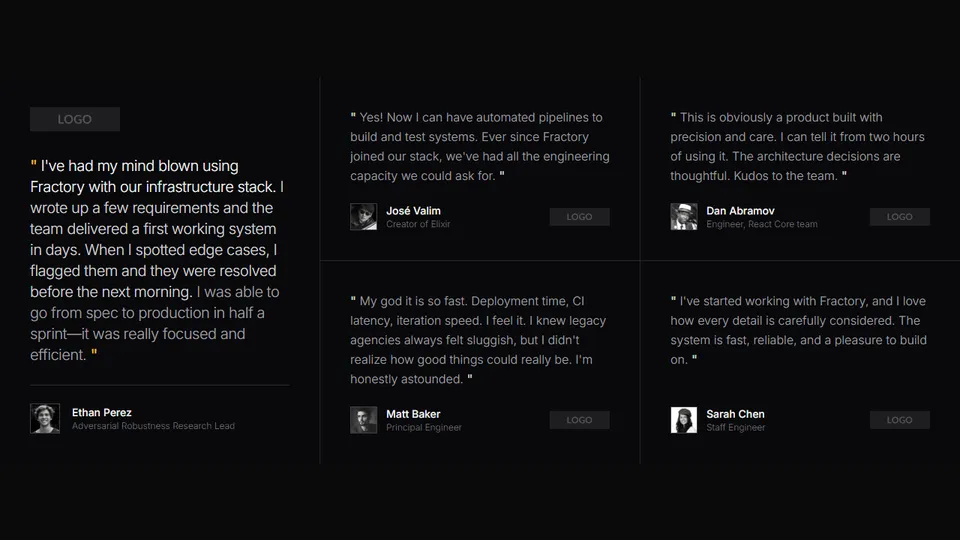 LOGO
" I've had my mind blown using
Fractory with our infrastructure stack. I
wrote up a few requirements and the
team delivered a first working system
in days. When I spotted edge cases, I
flagged them and they were resolved
before the next morning. I was able to
go from spec to production in half a
sprint—it was really focused and
efficient. "
Ethan Perez
Adversarial Robustness Research Lead
" Yes! Now I can have automated pipelines to
build and test systems. Ever since Fractory
joined our stack, we've had all the engineering
capacity we could ask for. "
José Valim
Creator of Elixir
LOGO
" This is obviously a product built with
precision and care. I can tell it from two hours
of using it. The architecture decisions are
thoughtful. Kudos to the team. "
Dan Abramov
Engineer, React Core team
LOGO
" My god it is so fast. Deployment time, CI
latency, iteration speed. I feel it. I knew legacy
agencies always felt sluggish, but I didn't
realize how good things could really be. I'm
honestly astounded. "
Matt Baker
Principal Engineer
LOGO
" I've started working with Fractory, and I love
how every detail is carefully considered. The
system is fast, reliable, and a pleasure to build
on. "
Sarah Chen
Staff Engineer
LOGO